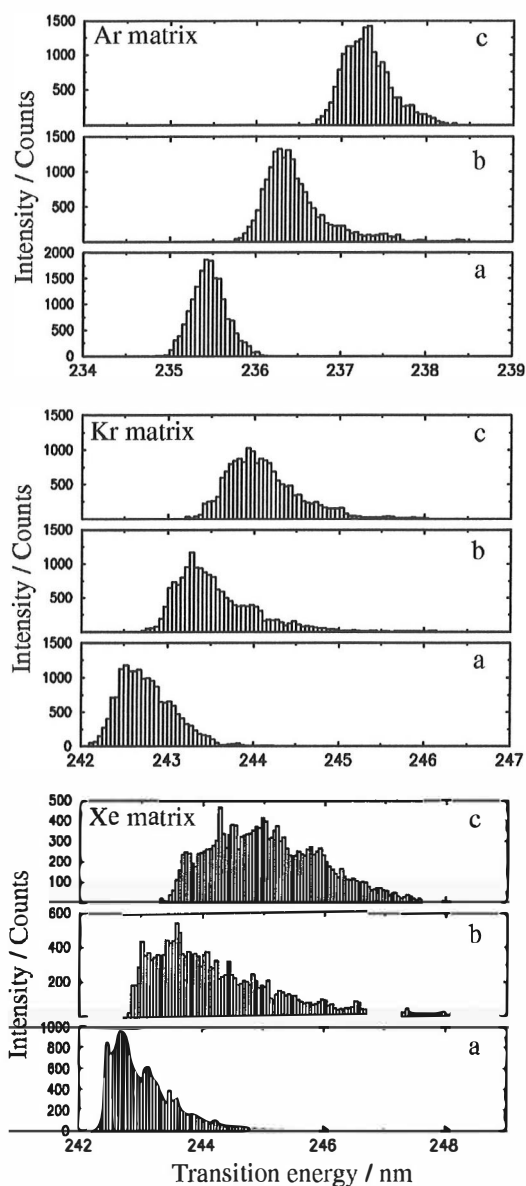 Ar matrix
c
1500
1000
500
b
1500
1000
500
a
2000
1500
1000
500
0
234 235 236 237 238 239
Intensity / Counts
Kr matrix
c
1500
1000
500
b
1500
1000
500
a
1500
1000
500
0
242 243 244 245 246 247
Intensity / Counts
Xe matrix
c
500
400
300
200
100
b
600
400
200
a
1000
800
600
400
200
0
242 244 246 248
Intensity / Counts
Transition energy / nm